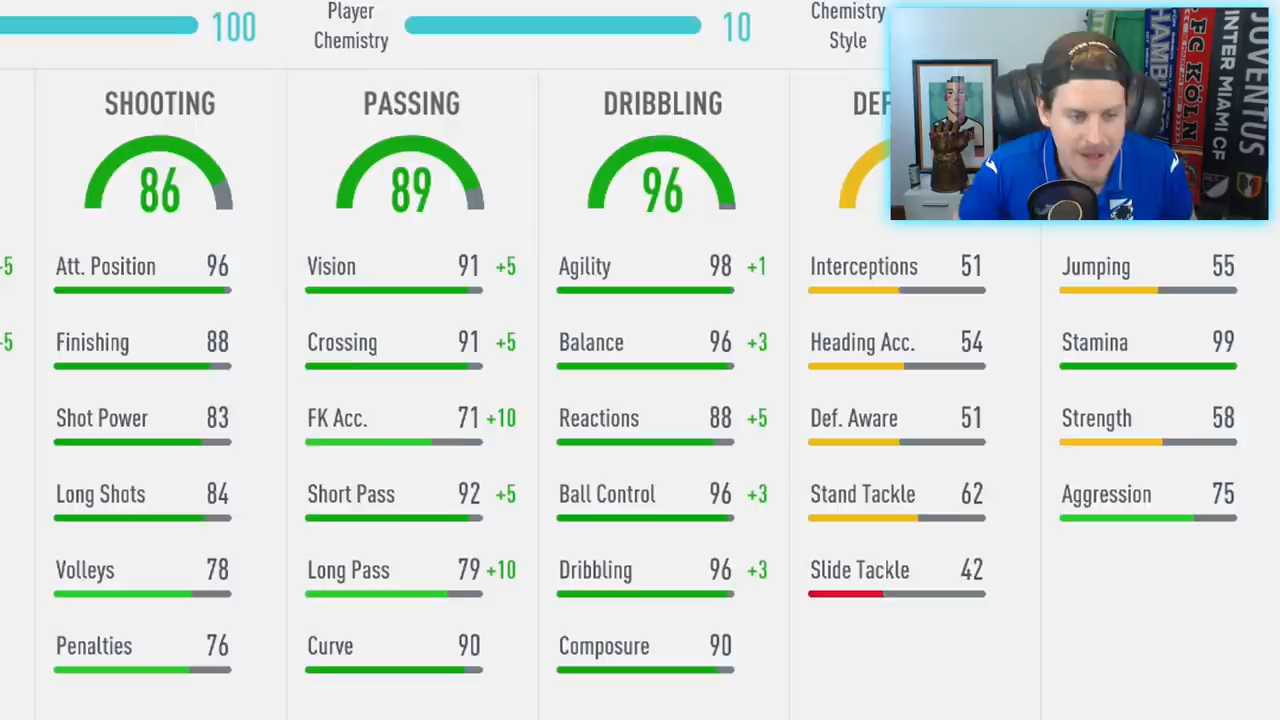 100
Player
Chemistry
10
Chemistry
Style
SHOOTING
86
+5
Att. Position 96
+5
Finishing 88
Shot Power 83
Long Shots 84
Volleys 78
Penalties 76
PASSING
89
Vision 91 +5
Crossing 91 +5
FK Acc. 71 +10
Short Pass 92 +5
Long Pass 79 +10
Curve 90
DRIBBLING
96
Agility 98 +1
Balance 96 +3
Reactions 88 +5
Ball Control 96 +3
Dribbling 96 +3
Composure 90
DEF
Interceptions 51
Heading Acc. 54
Def. Aware 51
Stand Tackle 62
Slide Tackle 42
Jumping 55
Stamina 99
Strength 58
Aggression 75
HAMBU
FC KÖLN
INTER MIAMI CF
JUVENTUS